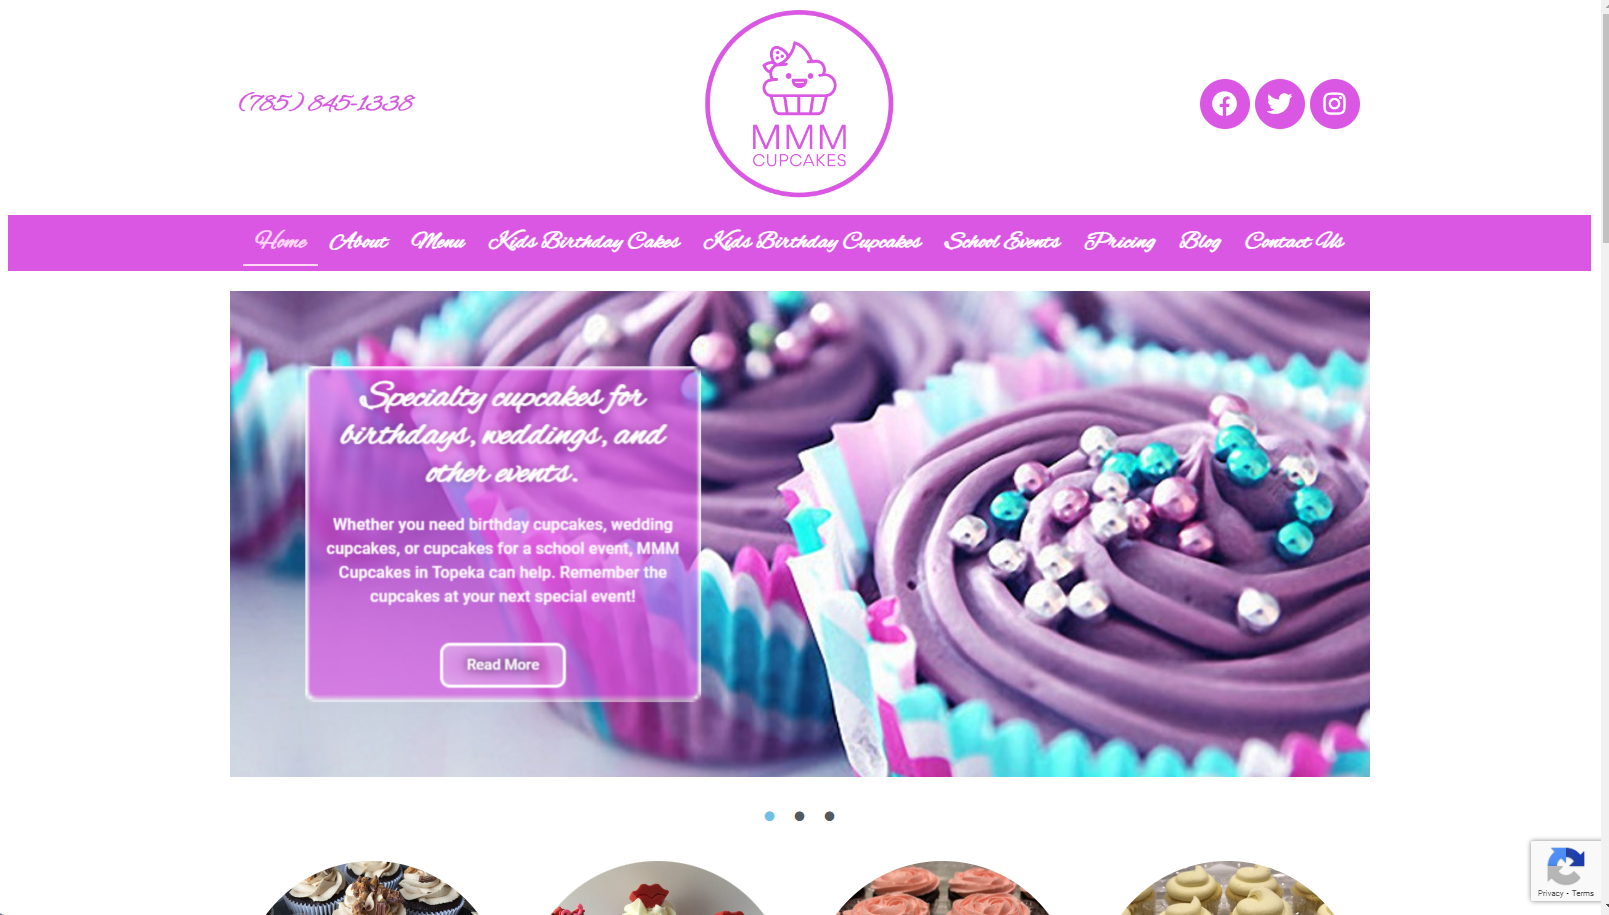 (785) 845-1338
MMM
CUPCAKES
Home About Menu Kids Birthday Cakes Kids Birthday Cupcakes School Events Pricing Blog Contact Us
Specialty cupcakes for
birthdays, weddings, and
other events.
Whether you need birthday cupcakes, wedding
cupcakes, or cupcakes for a school event, MMM
Cupcakes in Topeka can help. Remember the
cupcakes at your next special event!
Read More
Privacy - Terms